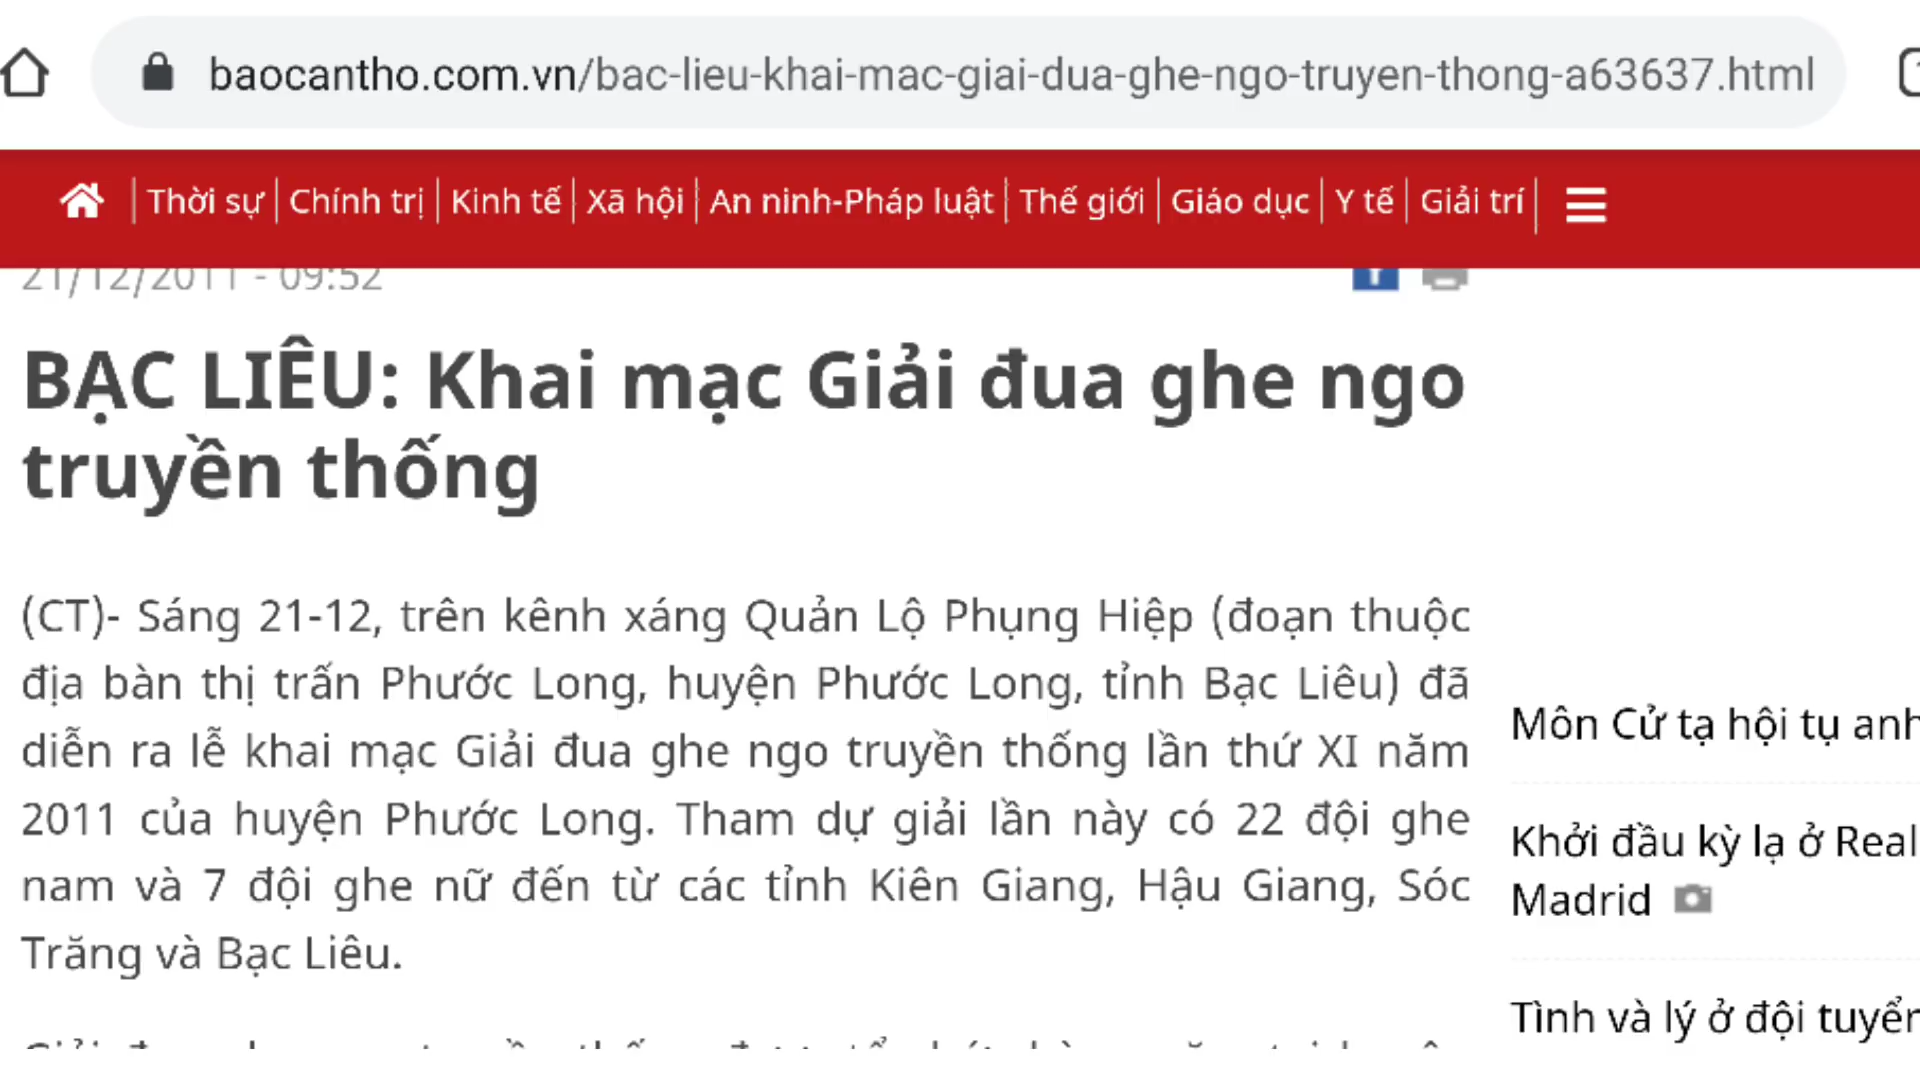 baocantho.com.vn/bac-lieu-khai-mac-giai-dua-ghe-ngo-truyen-thong-a63637.html
Thời sự Chính trị Kinh tế Xã hội An ninh-Pháp luật Thế giới Giáo dục Y tế Giải trí
21/12/2011 - 09:52
BẠC LIÊU: Khai mạc Giải đua ghe ngo
truyền thống
(CT)- Sáng 21-12, trên kênh xáng Quản Lộ Phụng Hiệp (đoạn thuộc
địa bàn thị trấn Phước Long, huyện Phước Long, tỉnh Bạc Liêu) đã
diễn ra lễ khai mạc Giải đua ghe ngo truyền thống lần thứ XI năm
2011 của huyện Phước Long. Tham dự giải lần này có 22 đội ghe
nam và 7 đội ghe nữ đến từ các tỉnh Kiên Giang, Hậu Giang, Sóc
Trăng và Bạc Liêu.
Môn Cử tạ hội tụ anh
Khởi đầu kỳ lạ ở Real
Madrid
Tình và lý ở đội tuyển